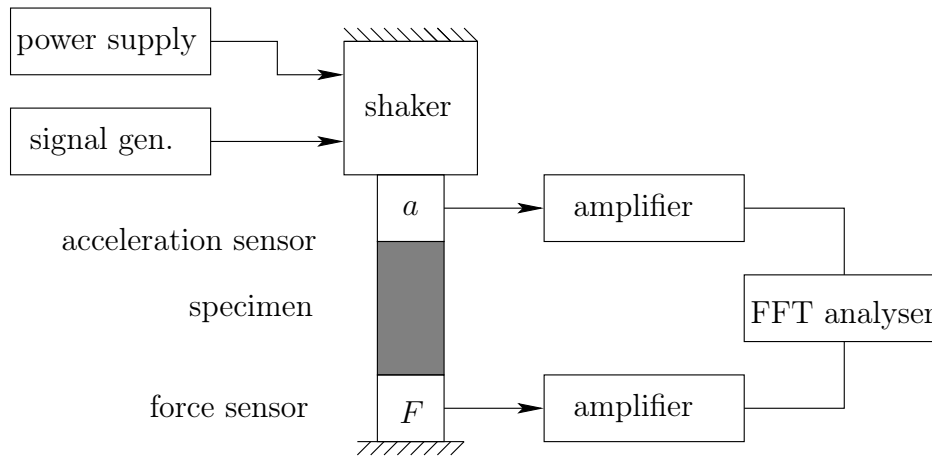 power supply
signal gen.
shaker
a
amplifier
acceleration sensor
specimen
FFT analyser
force sensor
F
amplifier